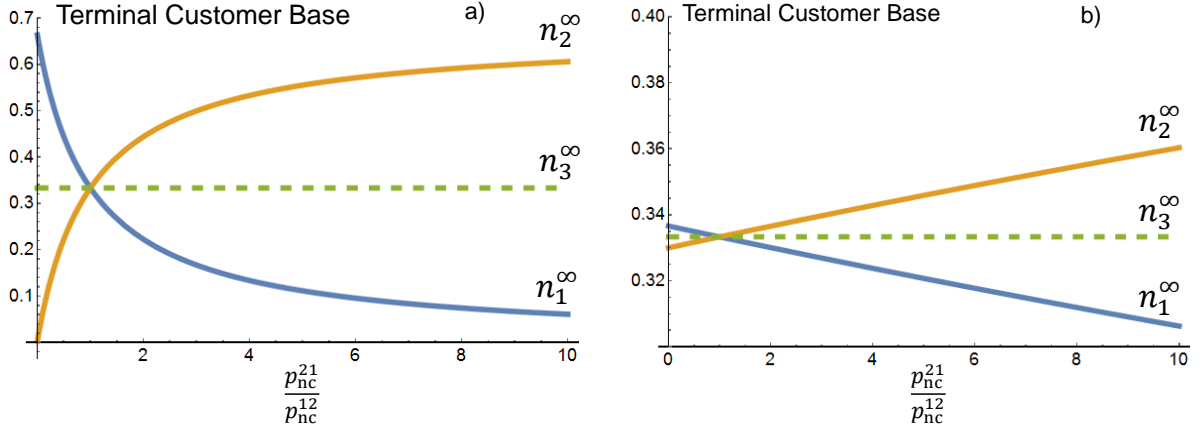 Terminal Customer Base
a)
0.7
0.6
0.5
0.4
0.3
0.2
0.1
n_2^∞
n_3^∞
n_1^∞
2 4 6 8 10
p_nc^21
p_nc^12
Terminal Customer Base
b)
0.40
0.38
0.36
0.34
0.32
n_2^∞
n_3^∞
n_1^∞
0 2 4 6 8 10
p_nc^21
p_nc^12